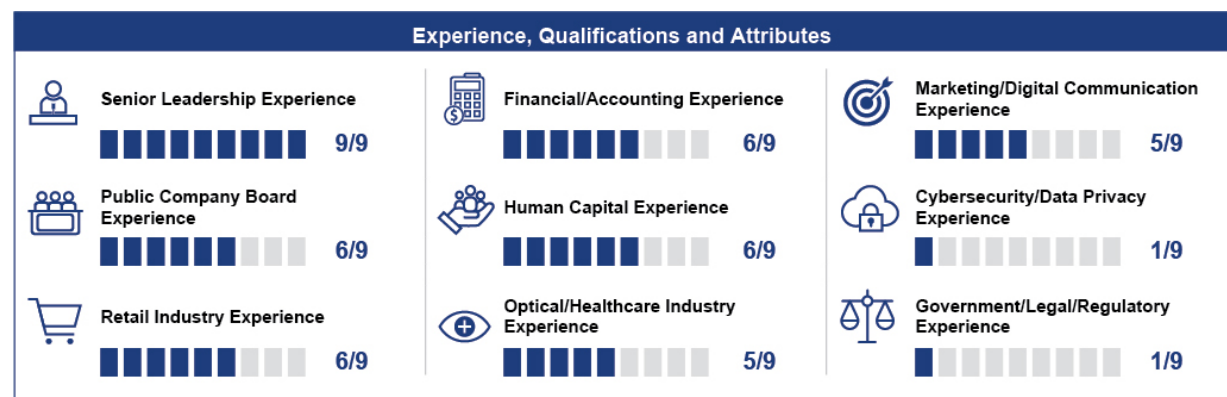 Experience, Qualifications and Attributes
Senior Leadership Experience
9/9
Public Company Board
Experience
6/9
Retail Industry Experience
6/9
Financial/Accounting Experience
$
6/9
Human Capital Experience
6/9
Optical/Healthcare Industry
Experience
5/9
Marketing/Digital Communication
Experience
5/9
Cybersecurity/Data Privacy
Experience
1/9
Government/Legal/Regulatory
Experience
1/9